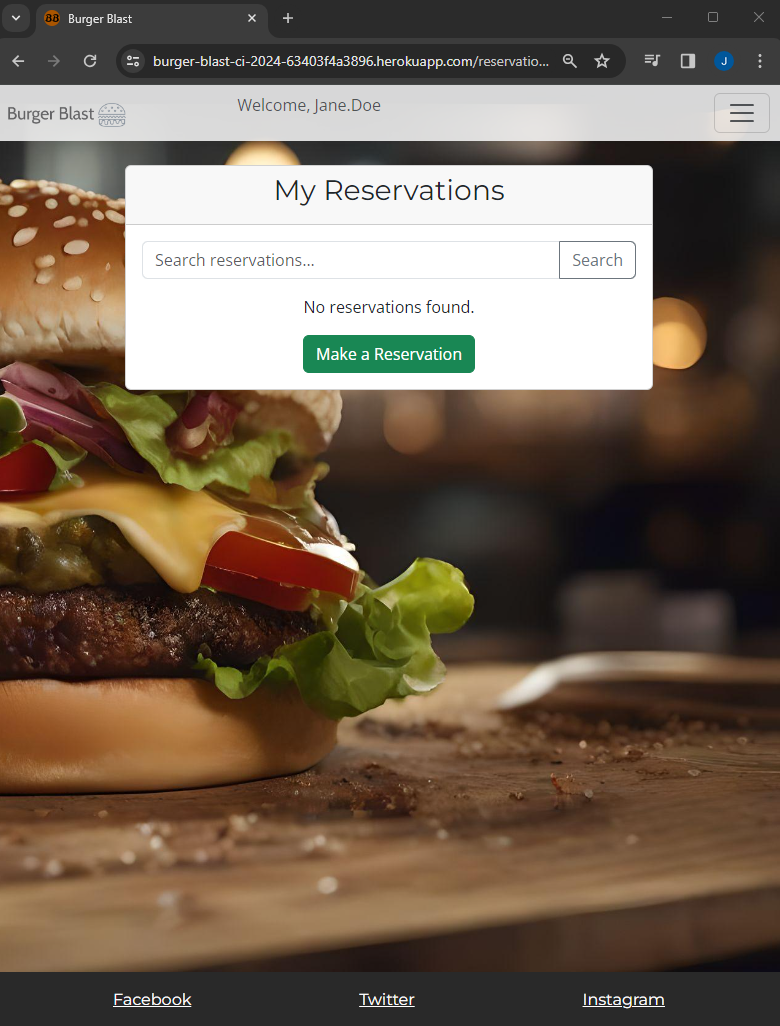 Burger Blast
burger-blast-ci-2024-63403f4a3896.herokuapp.com/reservatio...
J
Burger Blast
Welcome, Jane.Doe
My Reservations
Search reservations...
Search
No reservations found.
Make a Reservation
Facebook
Twitter
Instagram